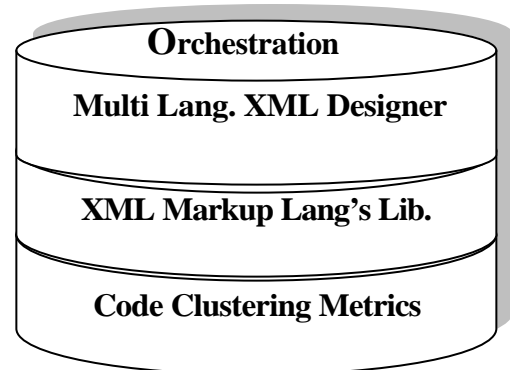 Orchestration
Multi Lang. XML Designer
XML Markup Lang’s Lib.
Code Clustering Metrics